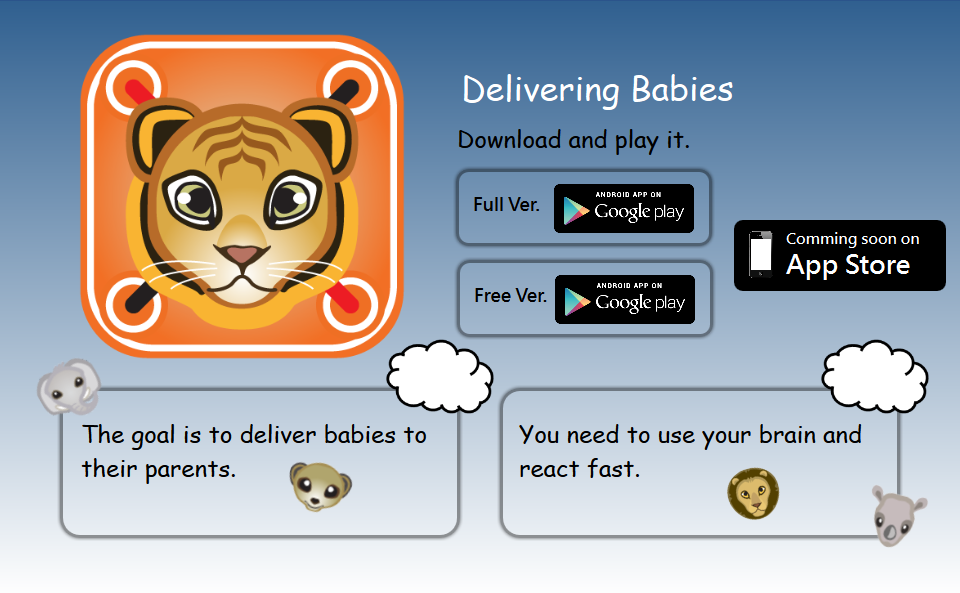 Delivering Babies
Download and play it.
Full Ver.
ANDROID APP ON
Google play
Free Ver.
ANDROID APP ON
Google play
Comming soon on
App Store
The goal is to deliver babies to
their parents.
You need to use your brain and
react fast.